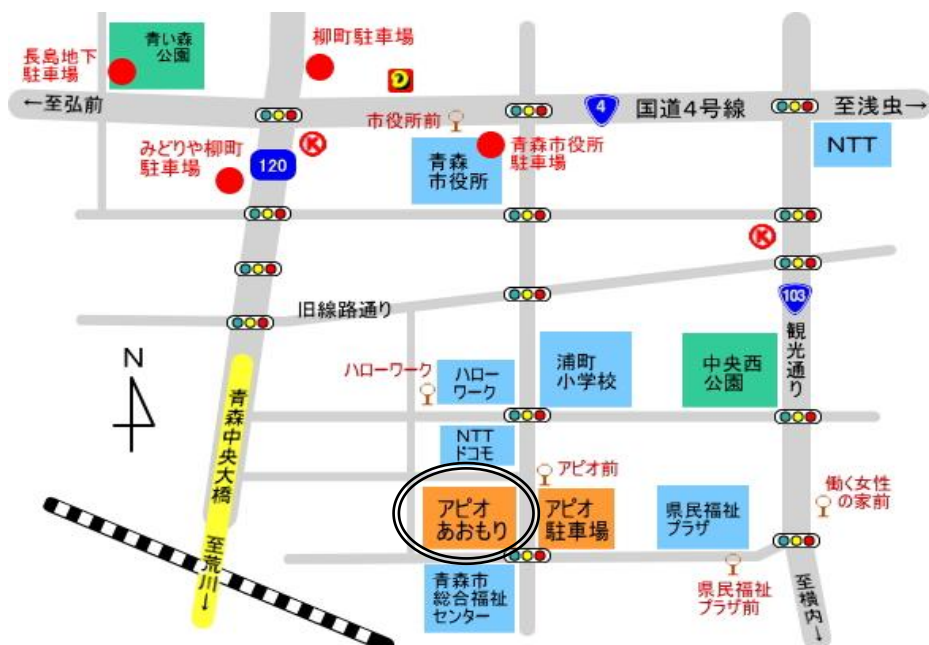 青い森
公園
長島地下
駐車場
柳町駐車場
←至弘前
市役所前
4
国道4号線
至浅虫→
みどりや柳町
駐車場
120
K
青森
市役所
青森市役所
駐車場
NTT
K
103
旧線路通り
観光通り
N
ハローワーク
ハロー
ワーク
浦町
小学校
中央西
公園
青森中央大橋
NTT
ドコモ
アピオ前
働く女性
の家前
アピオ
あおもり
アピオ
駐車場
県民福祉
プラザ
至荒川→
青森市
総合福祉
センター
県民福祉
プラザ前
至横内→